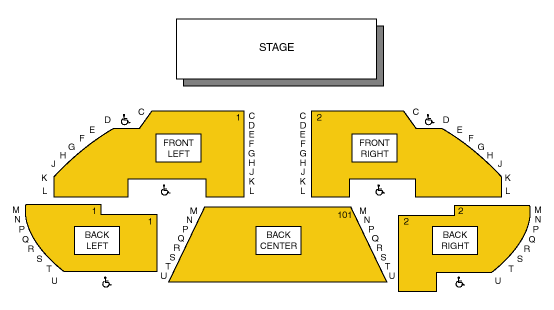 STAGE
C
D
E
F
G
H
J
K
L
1
FRONT
LEFT
C
D
E
F
G
H
J
K
L
C
D
E
F
G
H
J
K
L
2
FRONT
RIGHT
C
D
E
F
G
H
J
K
L
M
N
P
Q
R
S
T
U
1
1
BACK
LEFT
M
N
P
Q
R
S
T
U
101
BACK
CENTER
M
N
P
Q
R
S
T
U
2
2
BACK
RIGHT
M
N
P
Q
R
S
T
U